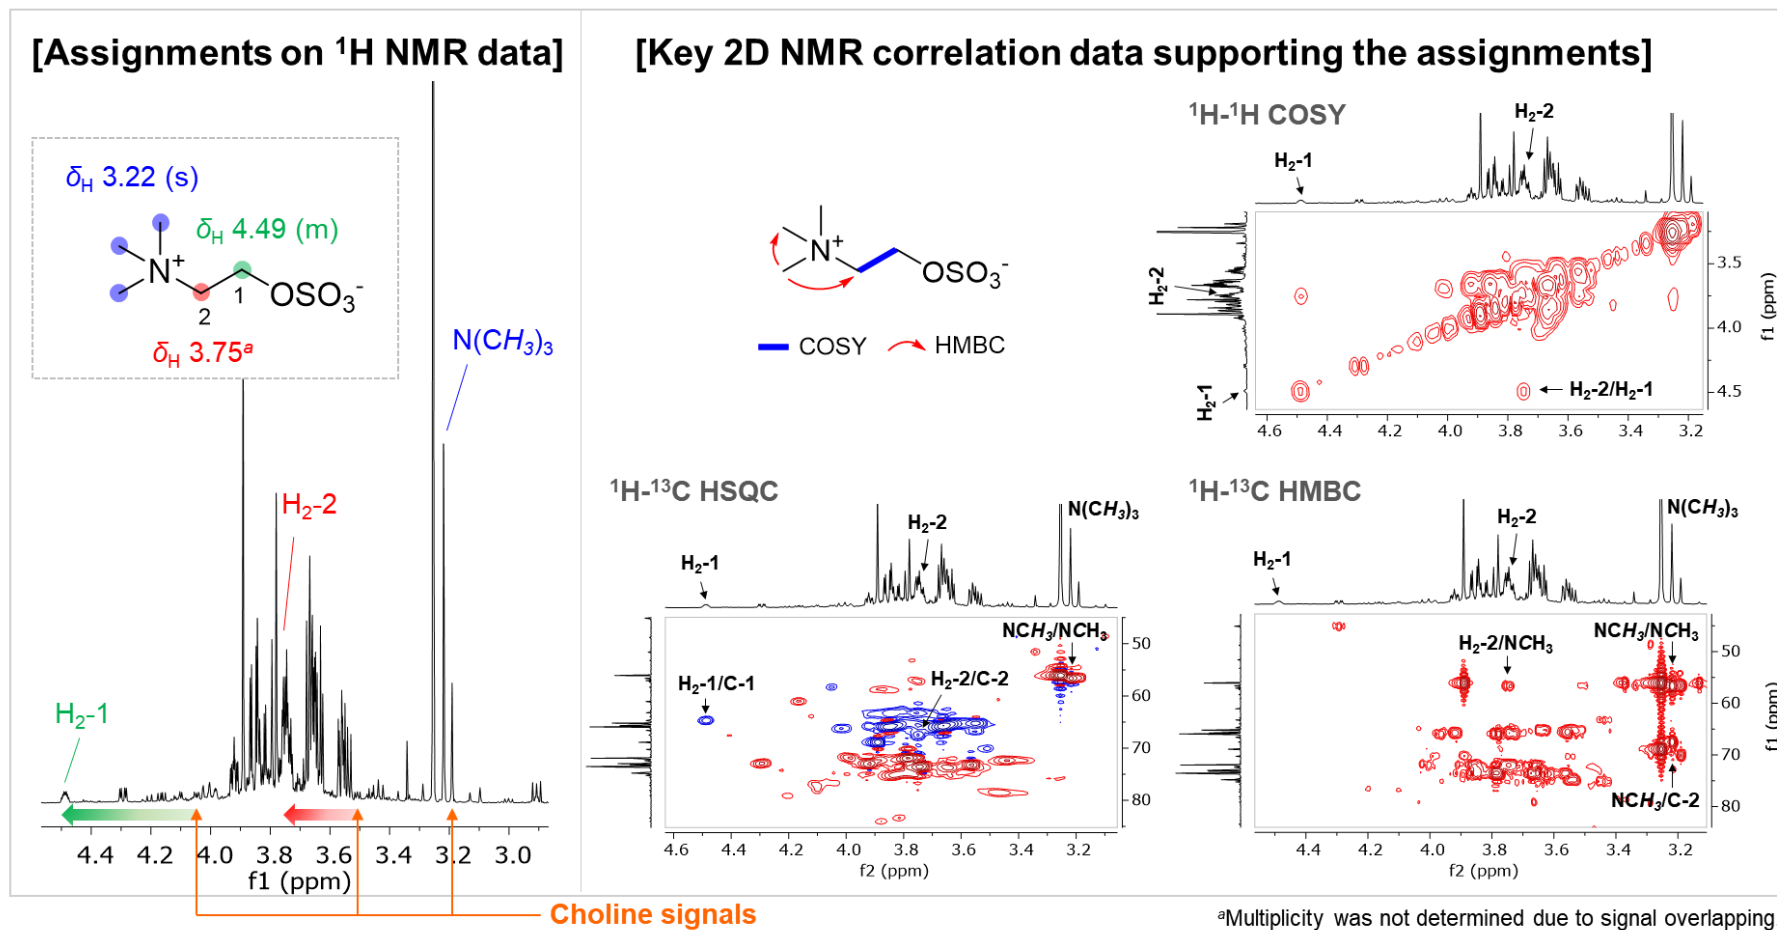 [Assignments on ¹H NMR data]
δH 3.22 (s)
δH 4.49 (m)
N+
OSO₃⁻
1
2
δH 3.75ᵃ
N(CH₃)₃
H₂-2
H₂-1
4.4 4.2 4.0 3.8 3.6 3.4 3.2 3.0
f1 (ppm)
Choline signals
[Key 2D NMR correlation data supporting the assignments]
N+
OSO₃⁻
COSY HMBC
¹H-¹H COSY
H₂-2
H₂-1
H₂-2
H₂-1
H₂-2/H₂-1
3.5
4.0
4.5
f1 (ppm)
4.6 4.4 4.2 4.0 3.8 3.6 3.4 3.2
f2 (ppm)
¹H-¹³C HSQC
N(CH₃)₃
H₂-2
H₂-1
NCH₃/NCH₃
H₂-1/C-1
H₂-2/C-2
50
60
70
80
f1 (ppm)
4.6 4.4 4.2 4.0 3.8 3.6 3.4 3.2
f2 (ppm)
¹H-¹³C HMBC
N(CH₃)₃
H₂-2
H₂-1
NCH₃/NCH₃
H₂-2/NCH₃
NCH₃/C-2
50
60
70
80
f1 (ppm)
4.4 4.2 4.0 3.8 3.6 3.4 3.2
f2 (ppm)
ᵃMultiplicity was not determined due to signal overlapping